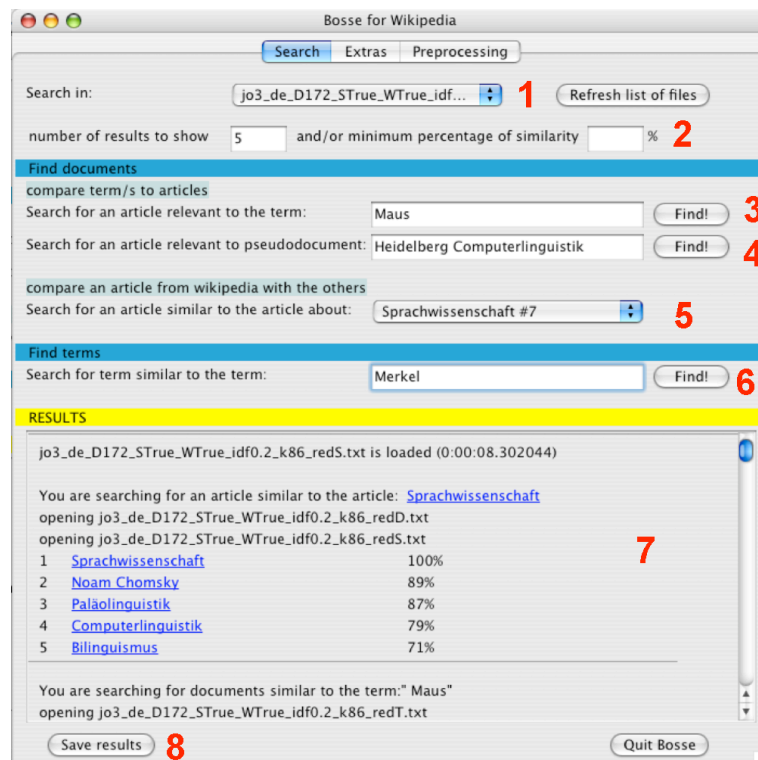 Bosse for Wikipedia
Search Extras Preprocessing
Search in: jo3_de_D172_STrue_WTrue_idf... 1 Refresh list of files
number of results to show 5 and/or minimum percentage of similarity % 2
Find documents
compare term/s to articles
Search for an article relevant to the term: Maus Find! 3
Search for an article relevant to pseudodocument: Heidelberg Computerlinguistik Find! 4
compare an article from wikipedia with the others
Search for an article similar to the article about: Sprachwissenschaft #7 5
Find terms
Search for term similar to the term: Merkel Find! 6
RESULTS
jo3_de_D172_STrue_WTrue_idf0.2_k86_redS.txt is loaded (0:00:08.302044)
You are searching for an article similar to the article: Sprachwissenschaft
opening jo3_de_D172_STrue_WTrue_idf0.2_k86_redD.txt
opening jo3_de_D172_STrue_WTrue_idf0.2_k86_redS.txt
7
1 Sprachwissenschaft 100%
2 Noam Chomsky 89%
3 Paläolinguistik 87%
4 Computerlinguistik 79%
5 Bilinguismus 71%
You are searching for documents similar to the term:" Maus"
opening jo3_de_D172_STrue_WTrue_idf0.2_k86_redT.txt
Save results 8 Quit Bosse